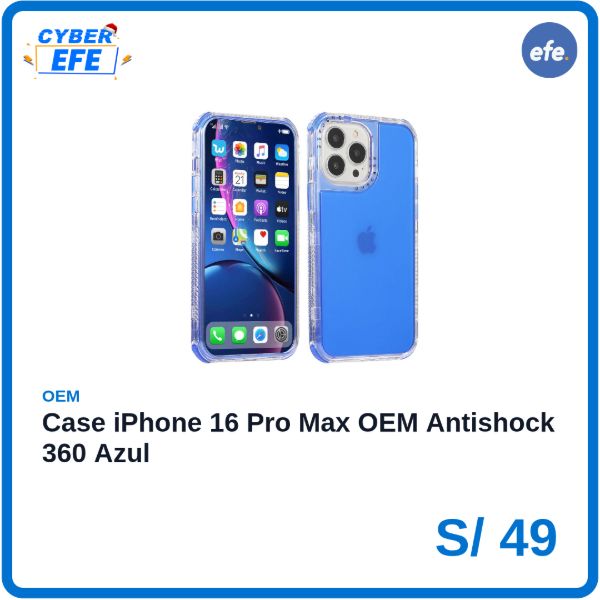 CYBER
EFE
efe.
OEM
Case iPhone 16 Pro Max OEM Antishock
360 Azul
S/ 49